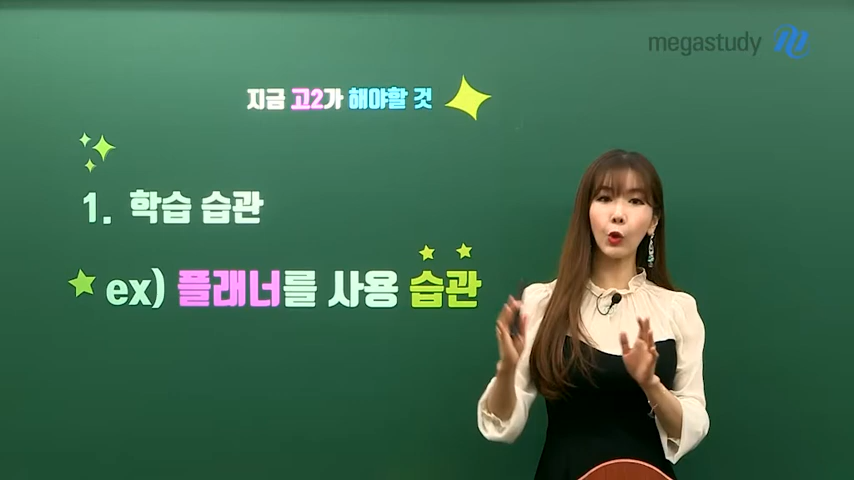 megastudy
지금 고2가 해야할 것
1. 학습 습관
ex) 플래너를 사용 습관